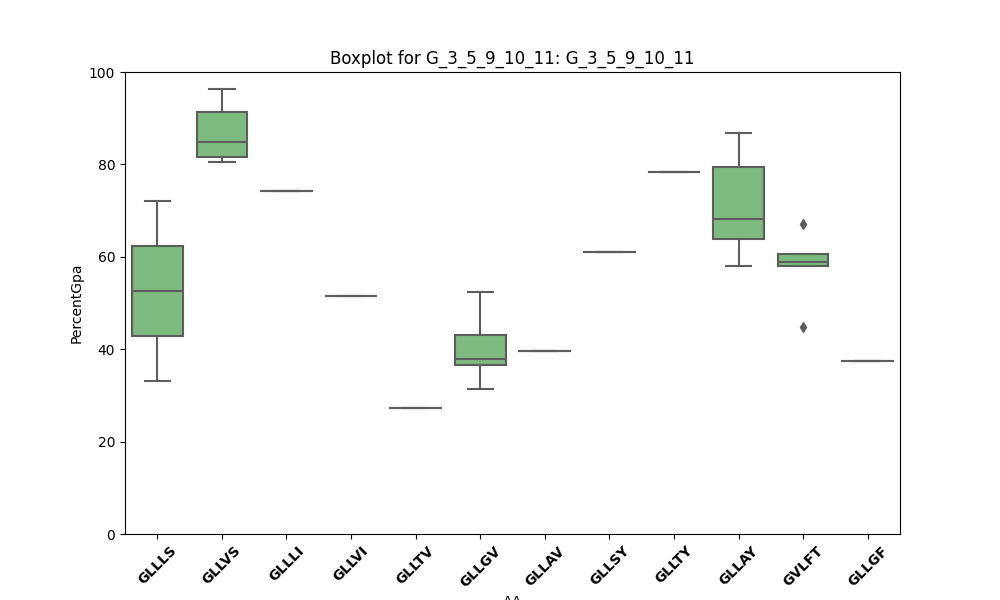 Boxplot for G_3_5_9_10_11: G_3_5_9_10_11
100
80
60
40
20
0
PercentGpa
GLLLS
GLLVS
GLLLI
GLLVI
GLLTV
GLLGV
GLLAV
GLLSY
GLLTY
GLLAY
GVLFT
GLLGF
AA